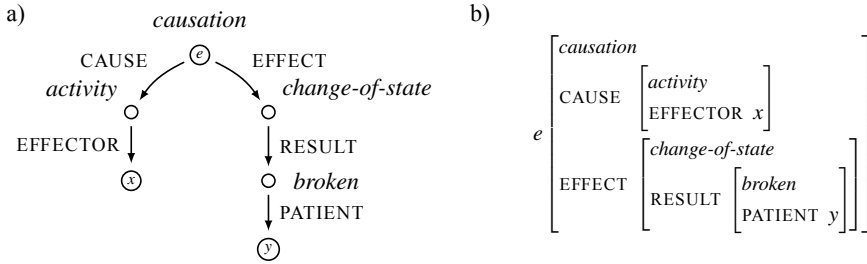 a)
causation
e
CAUSE EFFECT
activity change-of-state
EFFECTOR RESULT
x broken
PATIENT
y
b)
e
causation
CAUSE activity
EFFECTOR x
EFFECT change-of-state
RESULT broken
PATIENT y